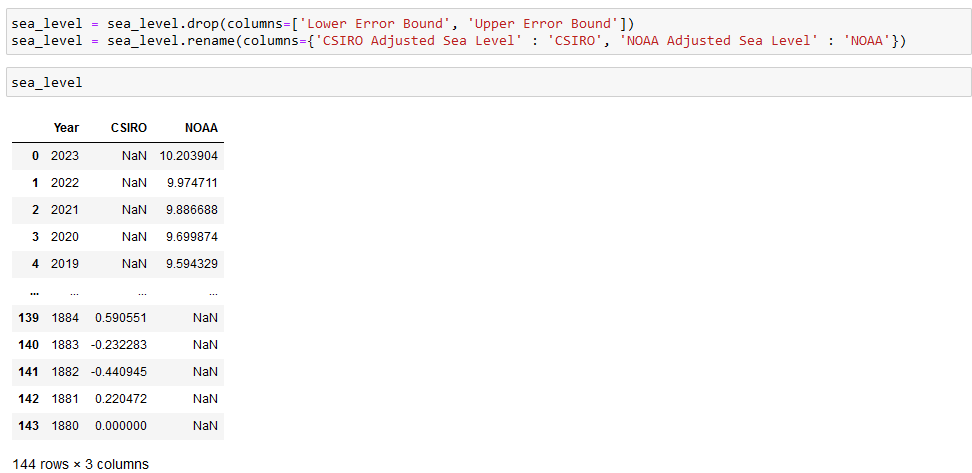 sea_level = sea_level.drop(columns=['Lower Error Bound', 'Upper Error Bound'])
sea_level = sea_level.rename(columns={'CSIRO Adjusted Sea Level' : 'CSIRO', 'NOAA Adjusted Sea Level' : 'NOAA'})
sea_level
Year CSIRO NOAA
0 2023 NaN 10.203904
1 2022 NaN 9.974711
2 2021 NaN 9.886688
3 2020 NaN 9.699874
4 2019 NaN 9.594329
... ... ... ...
139 1884 0.590551 NaN
140 1883 -0.232283 NaN
141 1882 -0.440945 NaN
142 1881 0.220472 NaN
143 1880 0.000000 NaN
144 rows × 3 columns